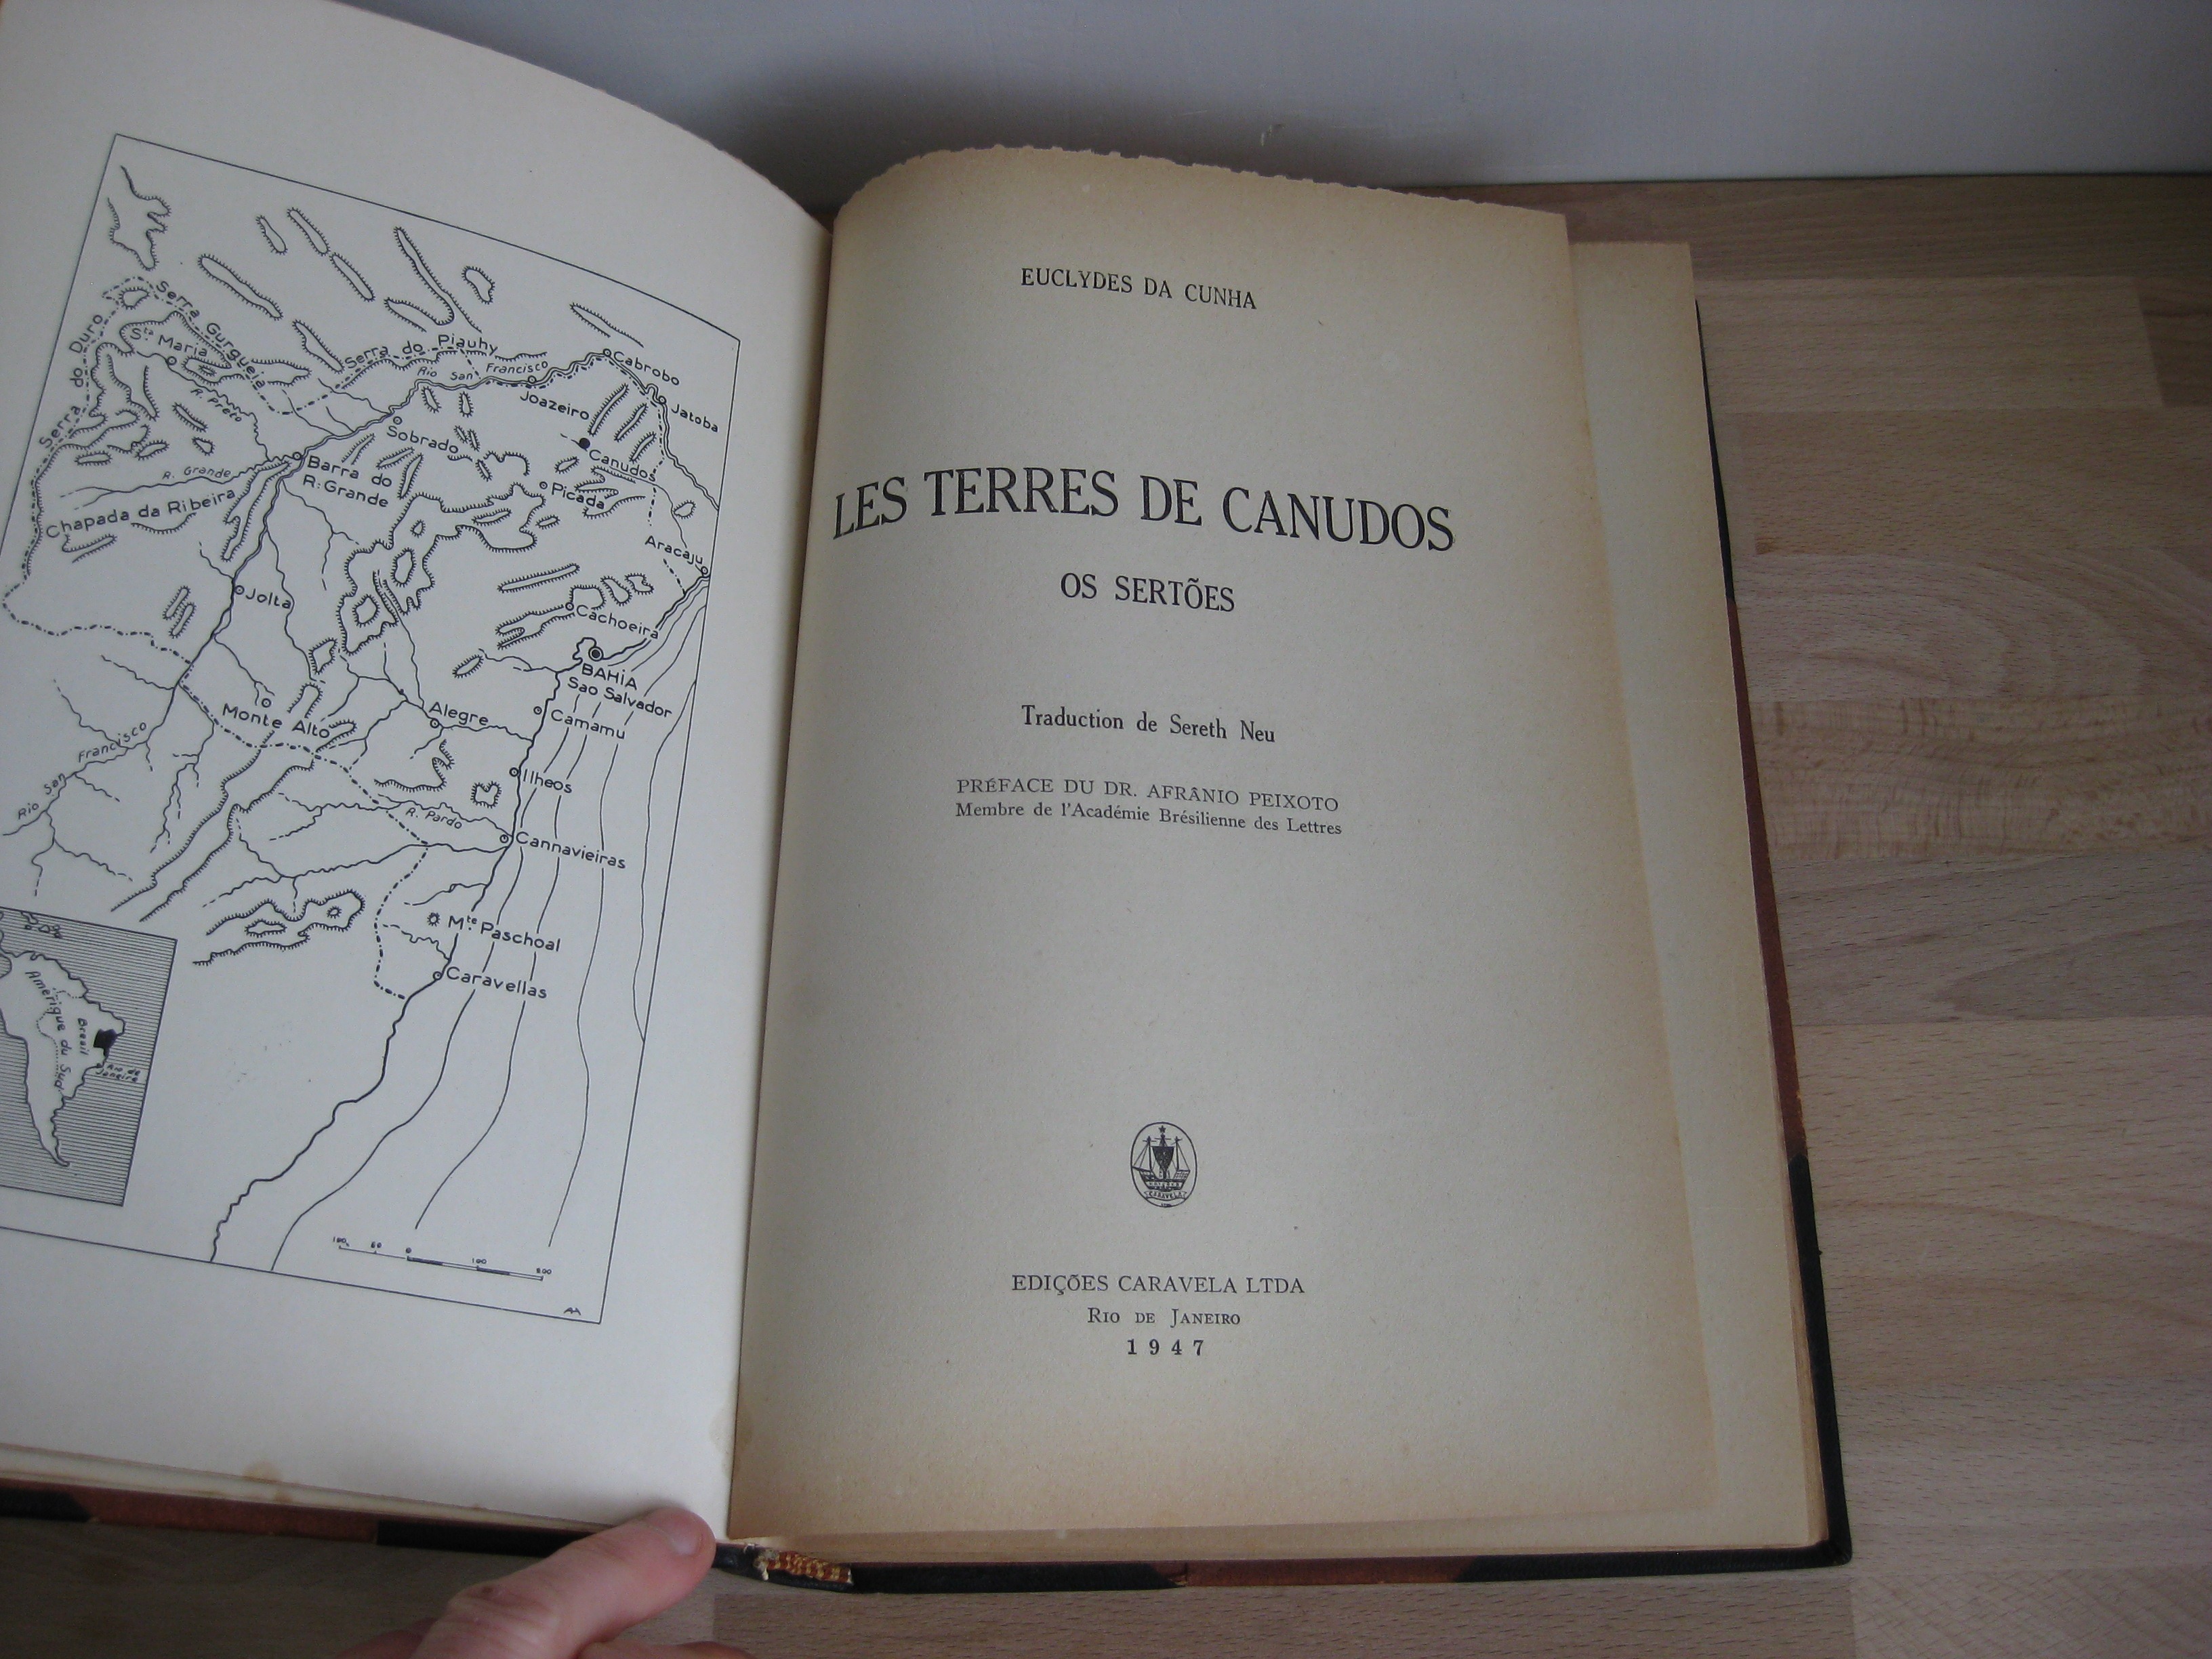 Serra do Duro
Serra Gurgueia
Sta Maria
R. Preto
Serra do Piauhy
Rio San Francisco
Cabrobo
Joazeiro
Jatoba
Sobrado
Canudos
R. Grande
Barra do
R. Grande
Picada
Chapada da Ribeira
Aracaju
Jolta
Cachoeira
BAHIA
Sao Salvador
Monte Alto
Alegre
Camamu
Rio San Francisco
Ilheos
R. Pardo
Cannavieiras
Mte Paschoal
Caravellas
Amerique du Sud
Bresil
Rio de
Janeiro
EUCLYDES DA CUNHA
LES TERRES DE CANUDOS
OS SERTÕES
Traduction de Sereth Neu
PRÉFACE DU DR. AFRÂNIO PEIXOTO
Membre de l'Académie Brésilienne des Lettres
CARAVELA
EDIÇÕES CARAVELA LTDA
RIO DE JANEIRO
1947